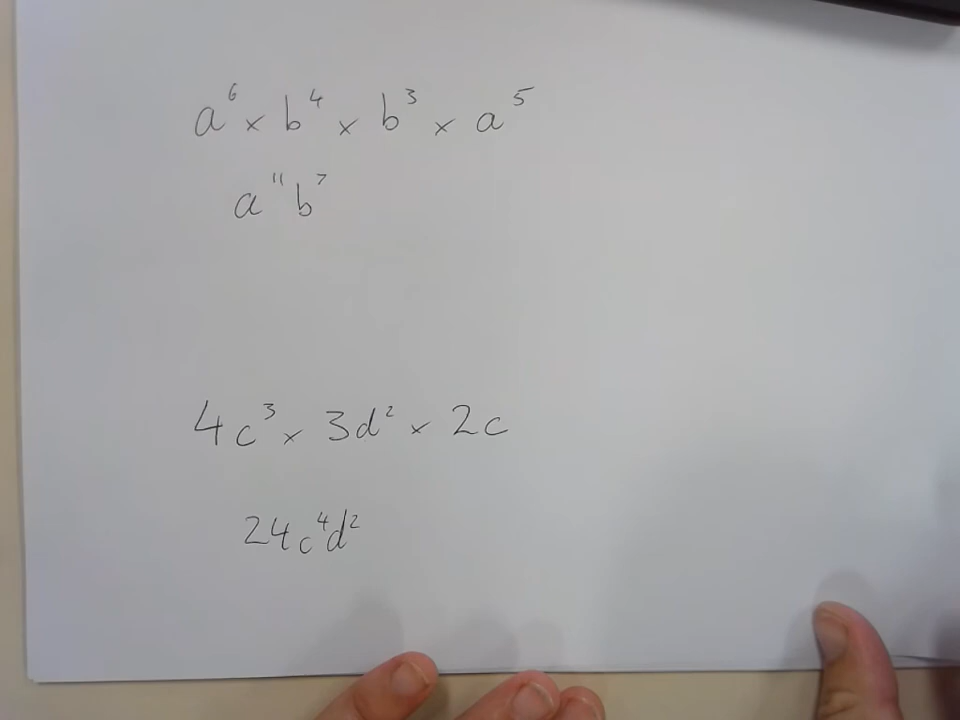 a⁶ × b⁴ × b³ × a⁵
a¹¹b⁷
4c³ × 3d² × 2c
24c⁴d²